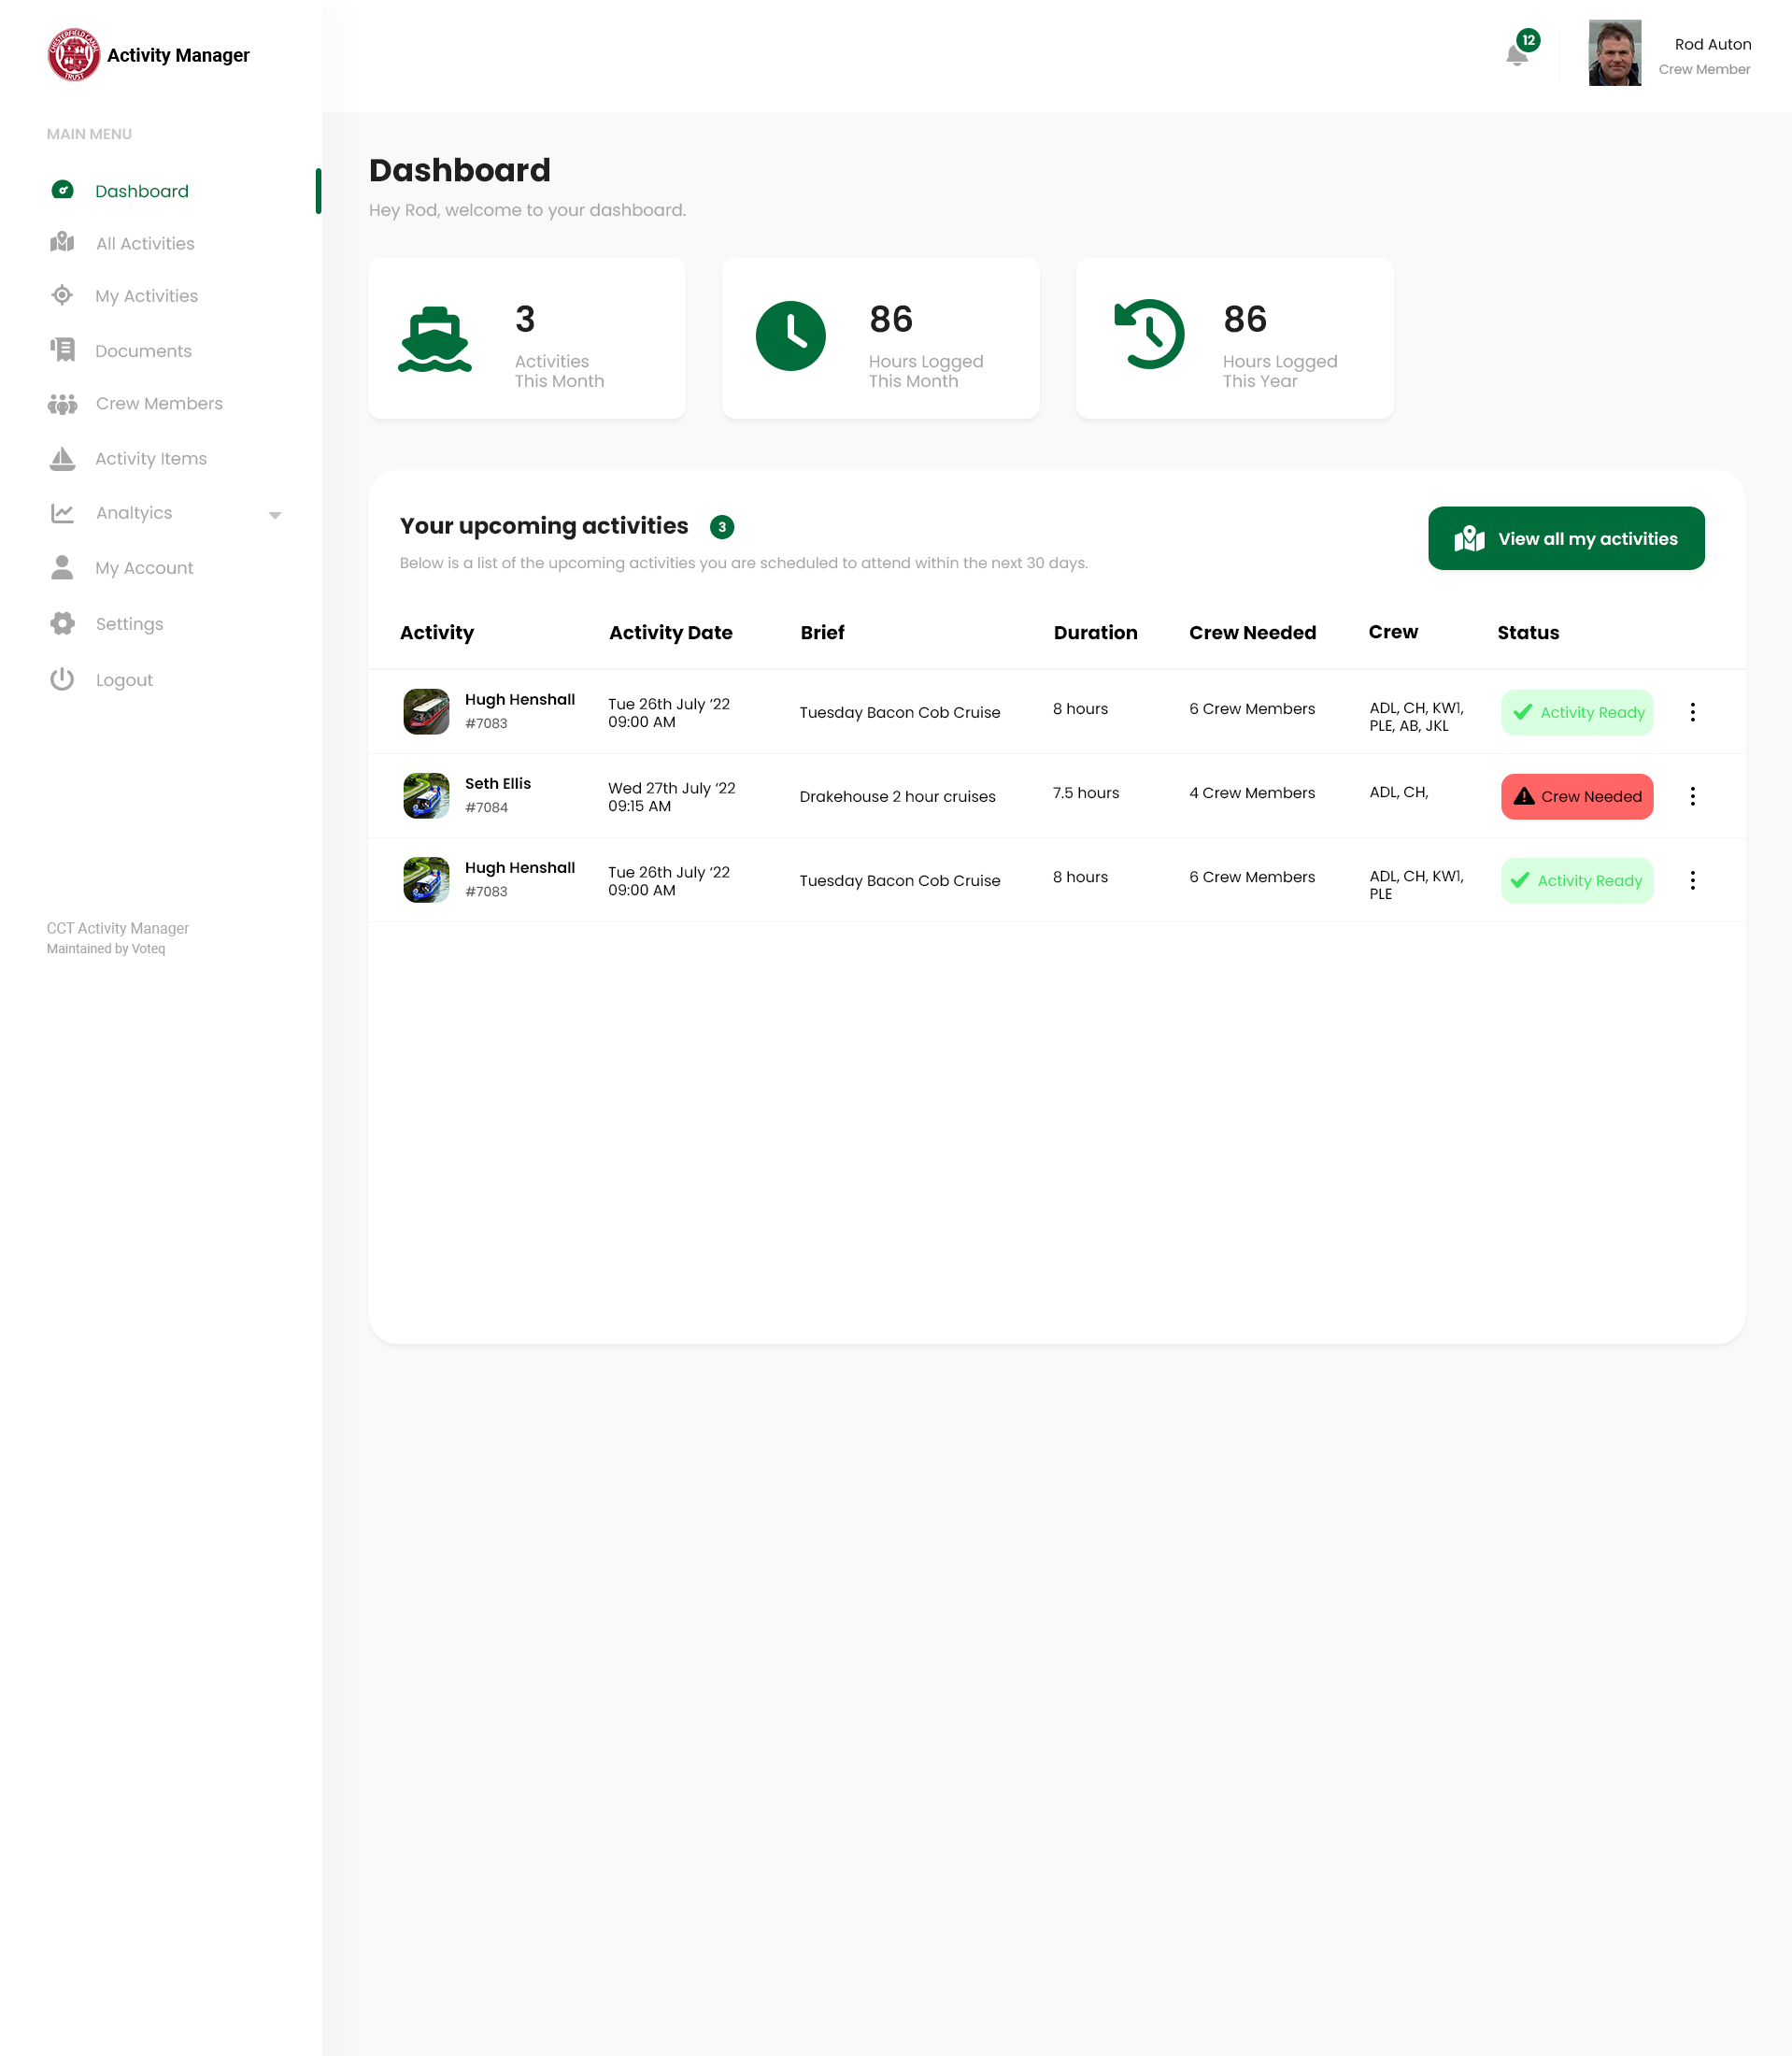 CHESTERFIELD CANAL
TRUST
Activity Manager
12
Rod Auton
Crew Member
MAIN MENU
Dashboard
All Activities
My Activities
Documents
Crew Members
Activity Items
Analtyics
My Account
Settings
Logout
CCT Activity Manager
Maintained by Voteq
Dashboard
Hey Rod, welcome to your dashboard.
3
Activities
This Month
86
Hours Logged
This Month
86
Hours Logged
This Year
Your upcoming activities 3
Below is a list of the upcoming activities you are scheduled to attend within the next 30 days.
View all my activities
Activity Activity Date Brief Duration Crew Needed Crew Status
Hugh Henshall
#7083
Tue 26th July ‘22
09:00 AM
Tuesday Bacon Cob Cruise
8 hours
6 Crew Members
ADL, CH, KW1,
PLE, AB, JKL
Activity Ready
Seth Ellis
#7084
Wed 27th July ‘22
09:15 AM
Drakehouse 2 hour cruises
7.5 hours
4 Crew Members
ADL, CH,
Crew Needed
Hugh Henshall
#7083
Tue 26th July ‘22
09:00 AM
Tuesday Bacon Cob Cruise
8 hours
6 Crew Members
ADL, CH, KW1,
PLE
Activity Ready